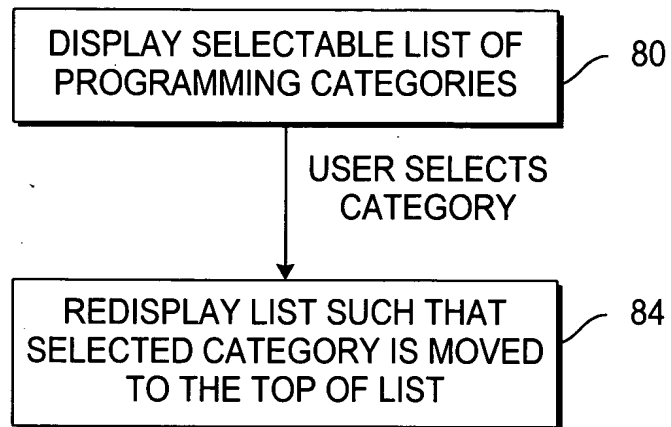 DISPLAY SELECTABLE LIST OF
PROGRAMMING CATEGORIES
80
USER SELECTS
CATEGORY
REDISPLAY LIST SUCH THAT
SELECTED CATEGORY IS MOVED
TO THE TOP OF LIST
84